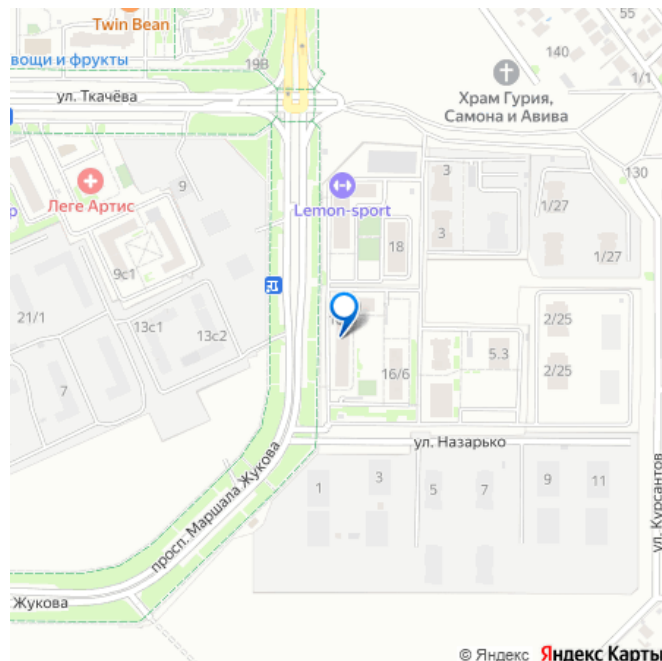 55
Twin Bean
140
вощи и фрукты
19В
1/1
ул. Ткачёва
Храм Гурия,
Самона и Авива
3
130
9
Леге Артис
1/27
Lemon-sport
3
18
1/27
9с1
21/1
13с1
13с2
2/25
5.3
2/25
16/6
7
ул. Назарько
просп. Маршала Жукова
ул. Курсантов
1
3
5
7
9
11
Жукова
© Яндекс Яндекс Карты